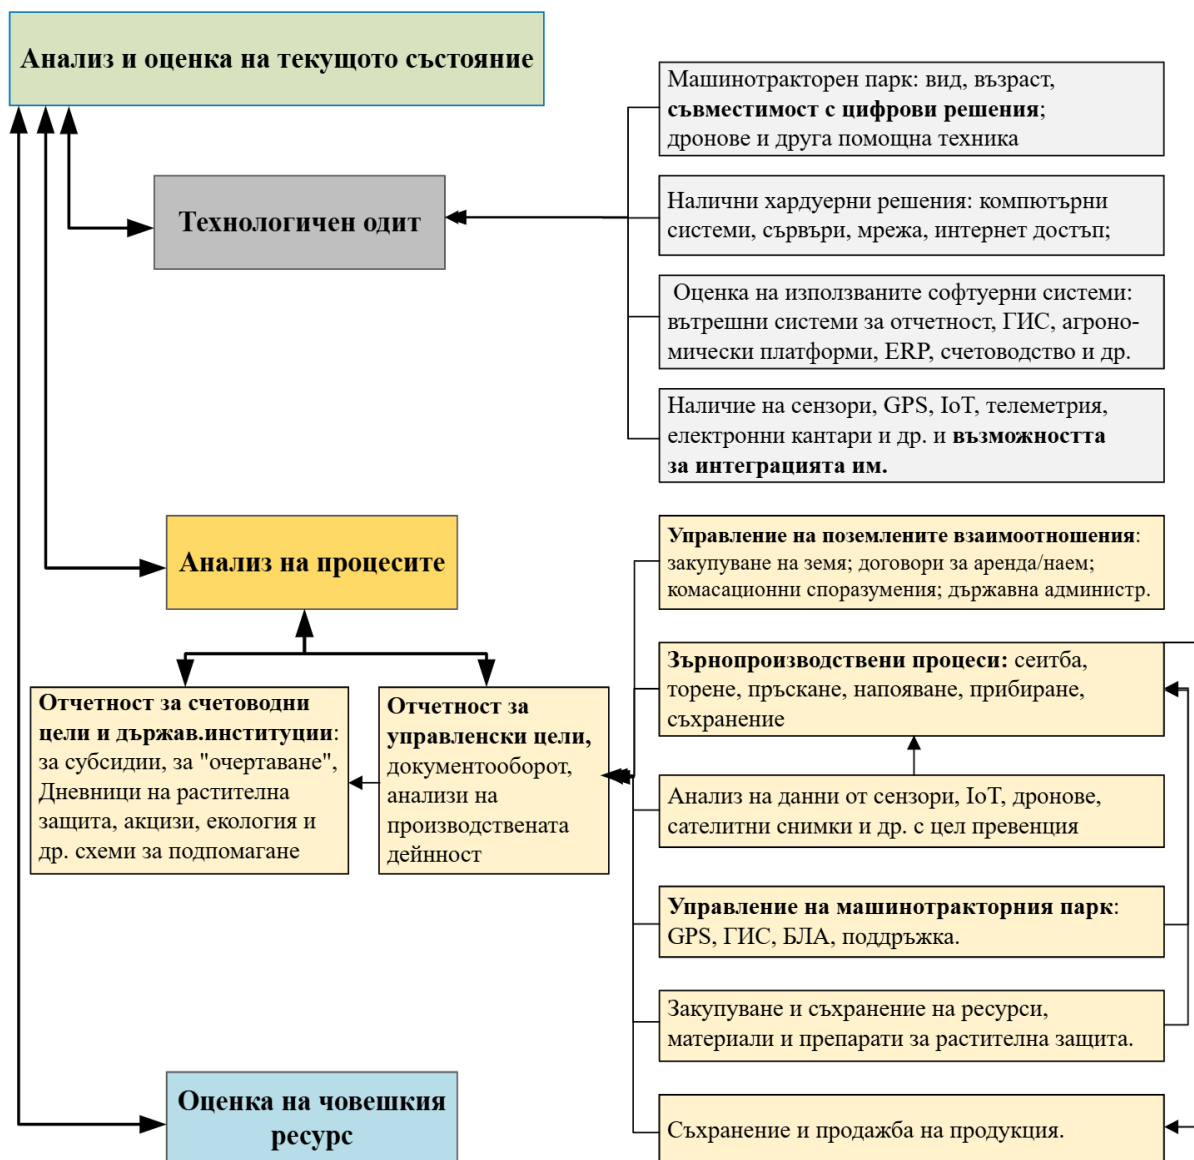 Анализ и оценка на текущото състояние
Машинотракторен парк: вид, възраст,
съвместимост с цифрови решения;
дронове и друга помощна техника
Технологичен одит
Налични хардуерни решения: компютърни
системи, сървъри, мрежа, интернет достъп;
Оценка на използваните софтуерни системи:
вътрешни системи за отчетност, ГИС, агроно-
мически платформи, ERP, счетоводство и др.
Наличие на сензори, GPS, IoT, телеметрия,
електронни кантари и др. и възможността
за интеграцията им.
Анализ на процесите
Управление на поземлените взаимоотношения:
закупуване на земя; договори за аренда/наем;
комасационни споразумения; държавна администр.
Отчетност за счетоводни
цели и държав.институции:
за субсидии, за "очертаване",
Дневници на растителна
защита, акцизи, екология и
др. схеми за подпомагане
Отчетност за
управленски цели,
документооборот,
анализи на
производствената
дейнност
Зърнопроизводствени процеси: сеитба,
торене, пръскане, напояване, прибиране,
съхранение
Анализ на данни от сензори, IoT, дронове,
сателитни снимки и др. с цел превенция
Управление на машинотракторния парк:
GPS, ГИС, БЛА, поддръжка.
Закупуване и съхранение на ресурси,
материали и препарати за растителна защита.
Оценка на човешкия
ресурс
Съхранение и продажба на продукция.